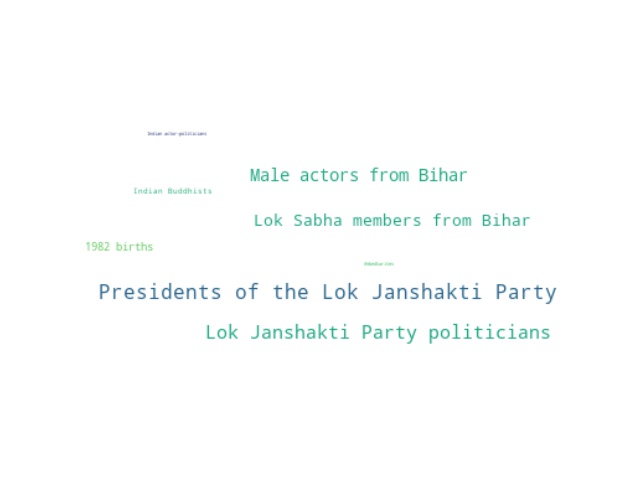 Indian actor-politicians
Male actors from Bihar
Indian Buddhists
Lok Sabha members from Bihar
1982 births
Presidents of the Lok Janshakti Party
Lok Janshakti Party politicians